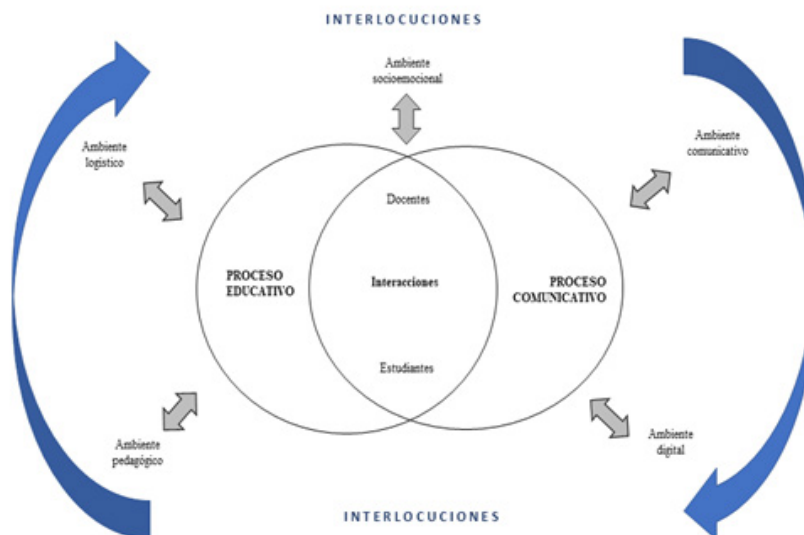 INTERLOCUCIONES
Ambiente
socioemocional
Ambiente
logístico
Ambiente
comunicativo
Docentes
PROCESO
EDUCATIVO
Interacciones
PROCESO
COMUNICATIVO
Estudiantes
Ambiente
pedagógico
Ambiente
digital
INTERLOCUCIONES